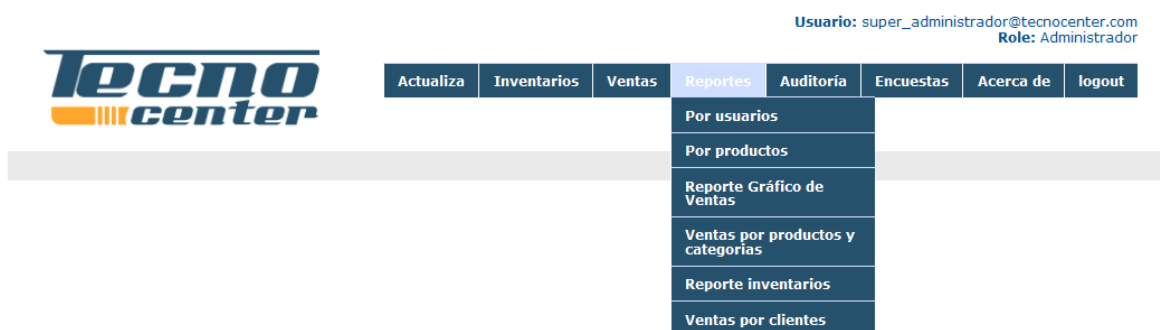 Usuario: super_administrador@tecnocenter.com
Role: Administrador
Tecno
center
Actualiza Inventarios Ventas Reportes Auditoría Encuestas Acerca de logout
Por usuarios
Por productos
Reporte Gráfico de
Ventas
Ventas por productos y
categorias
Reporte inventarios
Ventas por clientes